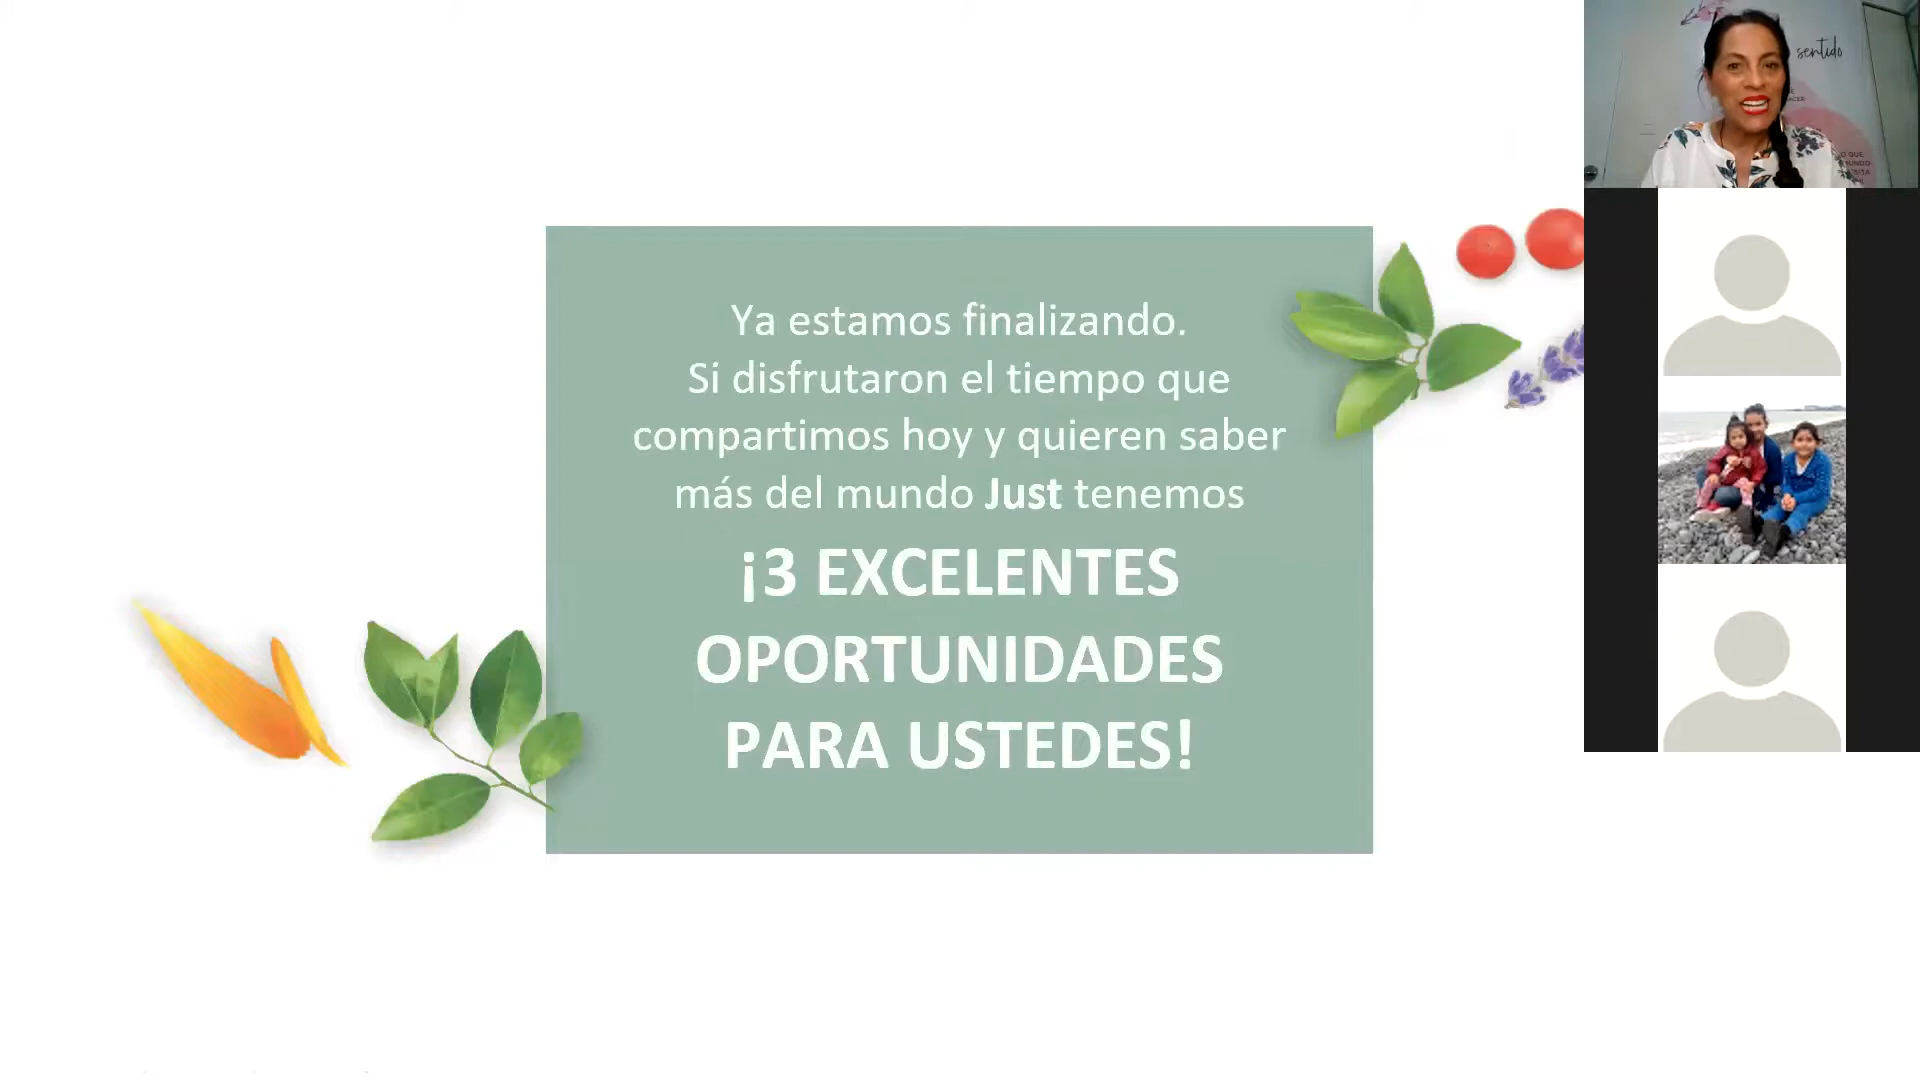 Ya estamos finalizando.
Si disfrutaron el tiempo que
compartimos hoy y quieren saber
más del mundo Just tenemos
¡3 EXCELENTES
OPORTUNIDADES
PARA USTEDES!
sentido
O QUE